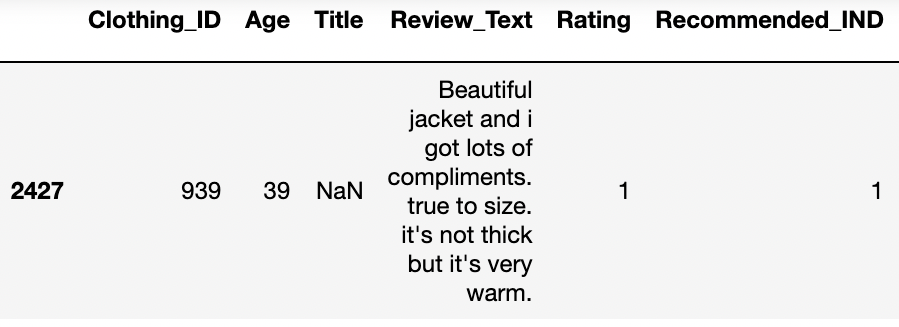 Clothing_ID Age Title Review_Text Rating Recommended_IND
2427 939 39 NaN Beautiful
jacket and i
got lots of
compliments.
true to size.
it's not thick
but it's very
warm. 1 1